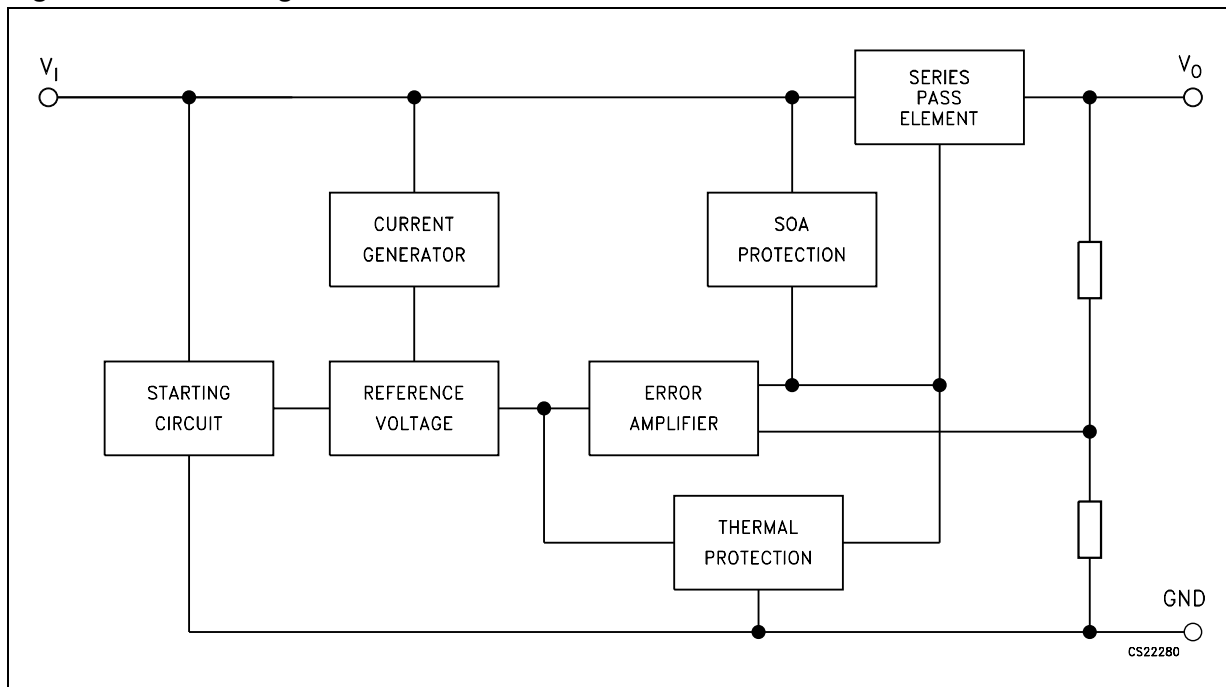 V_I
V_O
SERIES
PASS
ELEMENT
CURRENT
GENERATOR
SOA
PROTECTION
STARTING
CIRCUIT
REFERENCE
VOLTAGE
ERROR
AMPLIFIER
THERMAL
PROTECTION
GND
CS22280